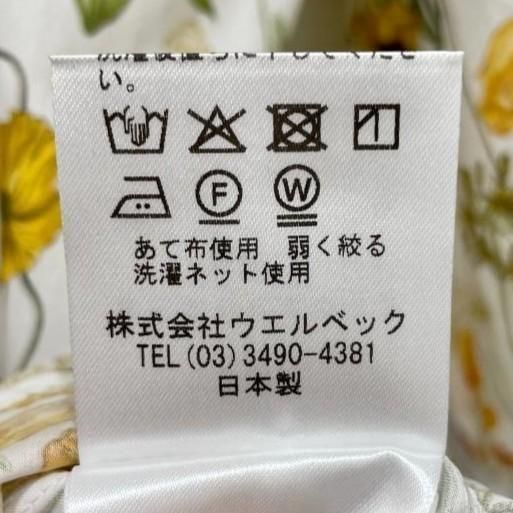 い。
F W
あて布使用 弱く絞る
洗濯ネット使用
株式会社ウエルベック
TEL(03)3490-4381
日本製